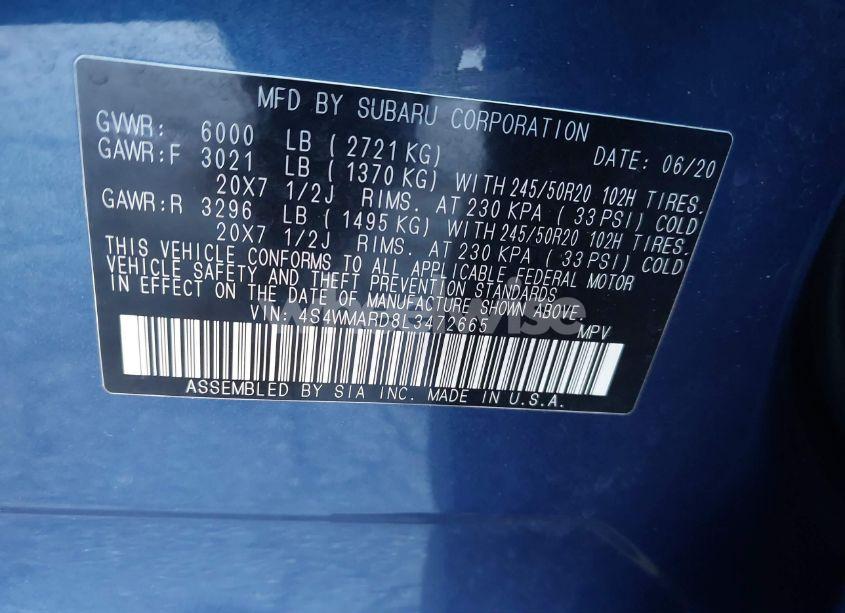 MFD BY SUBARU CORPORATION
GVWR: 6000 LB ( 2721 KG) DATE: 06/20
GAWR:F 3021 LB ( 1370 KG) WITH 245/50R20 102H TIRES.
20X7 1/2J RIMS. AT 230 KPA ( 33 PSI) COLD
GAWR:R 3296 LB ( 1495 KG) WITH 245/50R20 102H TIRES.
20X7 1/2J RIMS. AT 230 KPA ( 33 PSI) COLD
THIS VEHICLE CONFORMS TO ALL APPLICABLE FEDERAL MOTOR
VEHICLE SAFETY AND THEFT PREVENTION STANDARDS
IN EFFECT ON THE DATE OF MANUFACTURE SHOWN ABOVE.
VIN: 4S4WMARD8L3472665 MPV
ASSEMBLED BY SIA INC. MADE IN U.S.A.